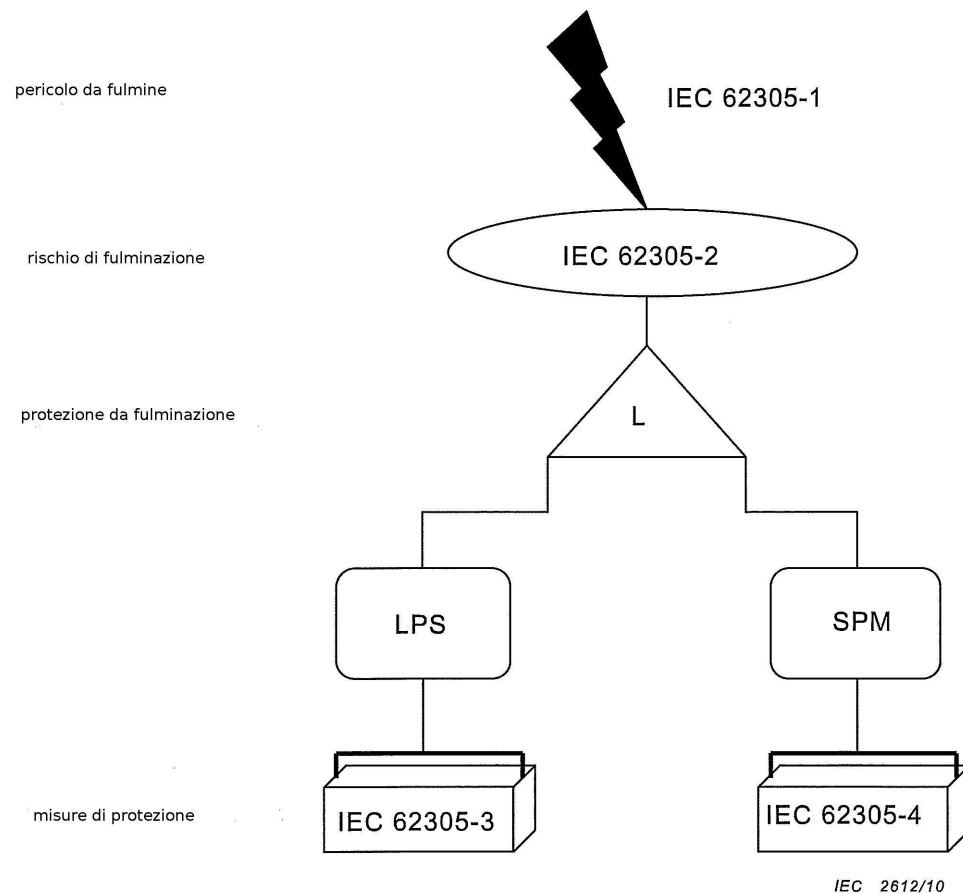 pericolo da fulmine
IEC 62305-1
rischio di fulminazione
IEC 62305-2
protezione da fulminazione
L
LPS
SPM
misure di protezione
IEC 62305-3
IEC 62305-4
IEC 2612/10